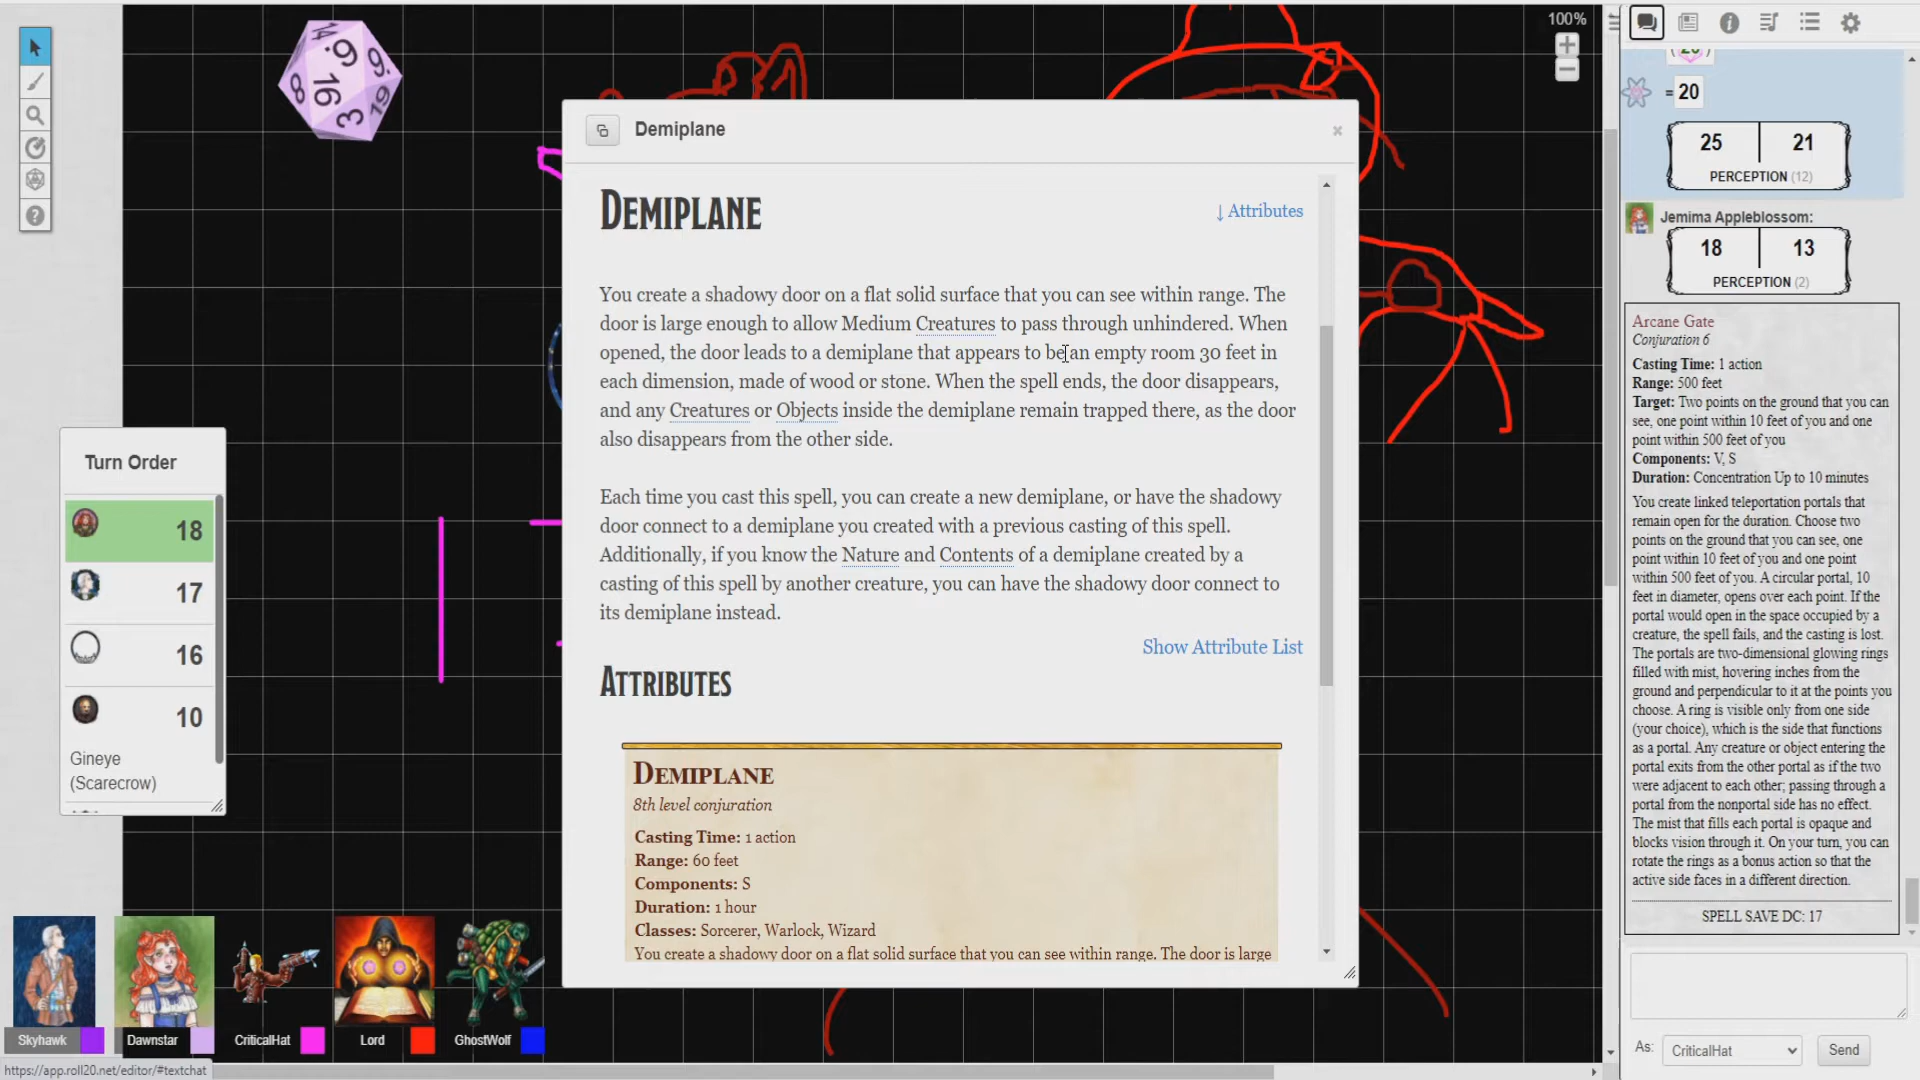 14
9
9
8
16
19
3
100%
Demiplane
×
DEMIPLANE
↓ Attributes
You create a shadowy door on a flat solid surface that you can see within range. The
door is large enough to allow Medium Creatures to pass through unhindered. When
opened, the door leads to a demiplane that appears to be an empty room 30 feet in
each dimension, made of wood or stone. When the spell ends, the door disappears,
and any Creatures or Objects inside the demiplane remain trapped there, as the door
also disappears from the other side.
Each time you cast this spell, you can create a new demiplane, or have the shadowy
door connect to a demiplane you created with a previous casting of this spell.
Additionally, if you know the Nature and Contents of a demiplane created by a
casting of this spell by another creature, you can have the shadowy door connect to
its demiplane instead.
Show Attribute List
ATTRIBUTES
DEMIPLANE
8th level conjuration
Casting Time: 1 action
Range: 60 feet
Components: S
Duration: 1 hour
Classes: Sorcerer, Warlock, Wizard
You create a shadowy door on a flat solid surface that you can see within range. The door is large
Turn Order
18
17
16
10
Gineye
(Scarecrow)
Skyhawk
Dawnstar
CriticalHat
Lord
GhostWolf
https://app.roll20.net/editor/#textchat
20
= 20
25 21
PERCEPTION (12)
Jemima Appleblossom:
18 13
PERCEPTION (2)
Arcane Gate
Conjuration 6
Casting Time: 1 action
Range: 500 feet
Target: Two points on the ground that you can
see, one point within 10 feet of you and one
point within 500 feet of you
Components: V, S
Duration: Concentration Up to 10 minutes
You create linked teleportation portals that
remain open for the duration. Choose two
points on the ground that you can see, one
point within 10 feet of you and one point
within 500 feet of you. A circular portal, 10
feet in diameter, opens over each point. If the
portal would open in the space occupied by a
creature, the spell fails, and the casting is lost.
The portals are two-dimensional glowing rings
filled with mist, hovering inches from the
ground and perpendicular to it at the points you
choose. A ring is visible only from one side
(your choice), which is the side that functions
as a portal. Any creature or object entering the
portal exits from the other portal as if the two
were adjacent to each other; passing through a
portal from the nonportal side has no effect.
The mist that fills each portal is opaque and
blocks vision through it. On your turn, you can
rotate the rings as a bonus action so that the
active side faces in a different direction.
SPELL SAVE DC: 17
As: CriticalHat
Send